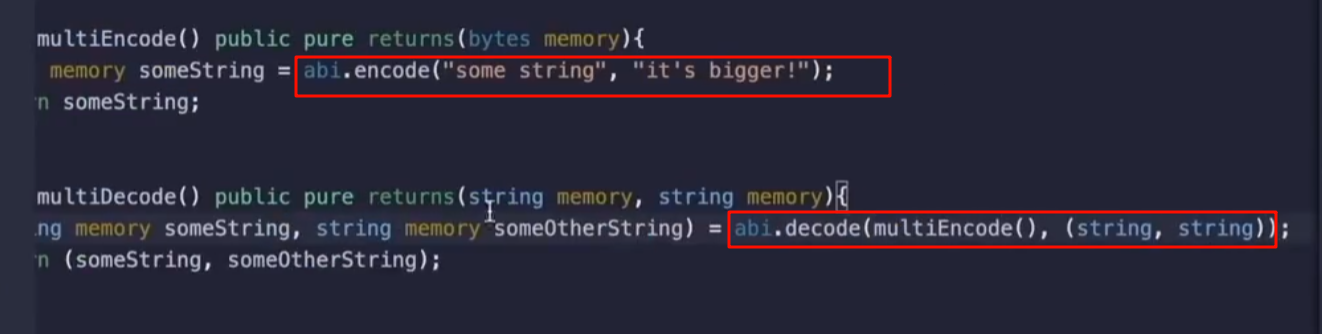 multiEncode() public pure returns(bytes memory){
memory someString = abi.encode("some string", "it's bigger!");
n someString;
multiDecode() public pure returns(string memory, string memory){
ng memory someString, string memory someOtherString) = abi.decode(multiEncode(), (string, string));
n (someString, someOtherString);